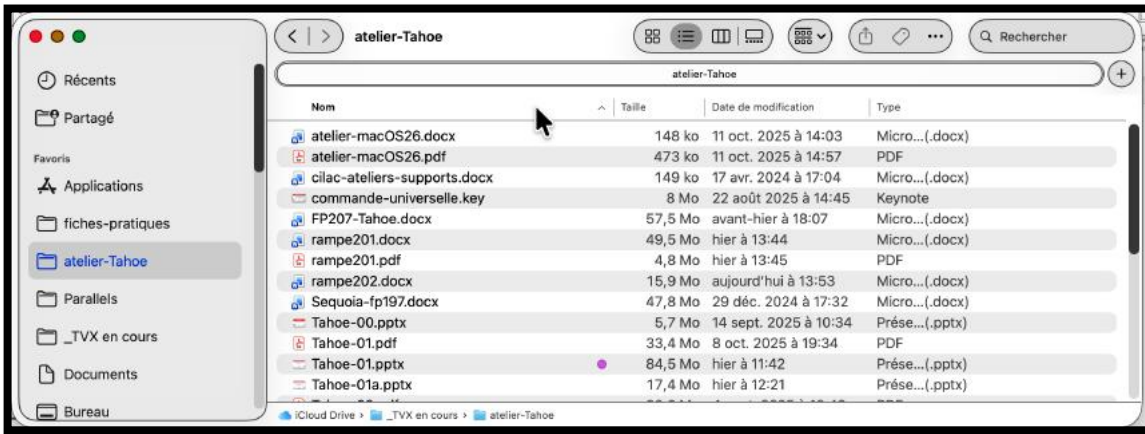 atelier-Tahoe
Rechercher
Récents
Partagé
Favoris
Applications
fiches-pratiques
atelier-Tahoe
Parallels
_TVX en cours
Documents
Bureau
atelier-Tahoe
Nom Taille Date de modification Type
atelier-macOS26.docx 148 ko 11 oct. 2025 à 14:03 Micro...(.docx)
atelier-macOS26.pdf 473 ko 11 oct. 2025 à 14:57 PDF
cilac-ateliers-supports.docx 149 ko 17 avr. 2024 à 17:04 Micro...(.docx)
commande-universelle.key 8 Mo 22 août 2025 à 14:45 Keynote
FP207-Tahoe.docx 57,5 Mo avant-hier à 18:07 Micro...(.docx)
rampe201.docx 49,5 Mo hier à 13:44 Micro...(.docx)
rampe201.pdf 4,8 Mo hier à 13:45 PDF
rampe202.docx 15,9 Mo aujourd'hui à 13:53 Micro...(.docx)
Sequoia-fp197.docx 47,8 Mo 29 déc. 2024 à 17:32 Micro...(.docx)
Tahoe-00.pptx 5,7 Mo 14 sept. 2025 à 10:34 Prése...(.pptx)
Tahoe-01.pdf 33,4 Mo 8 oct. 2025 à 19:34 PDF
Tahoe-01.pptx 84,5 Mo hier à 11:42 Prése...(.pptx)
Tahoe-01a.pptx 17,4 Mo hier à 12:21 Prése...(.pptx)
iCloud Drive › _TVX en cours › atelier-Tahoe